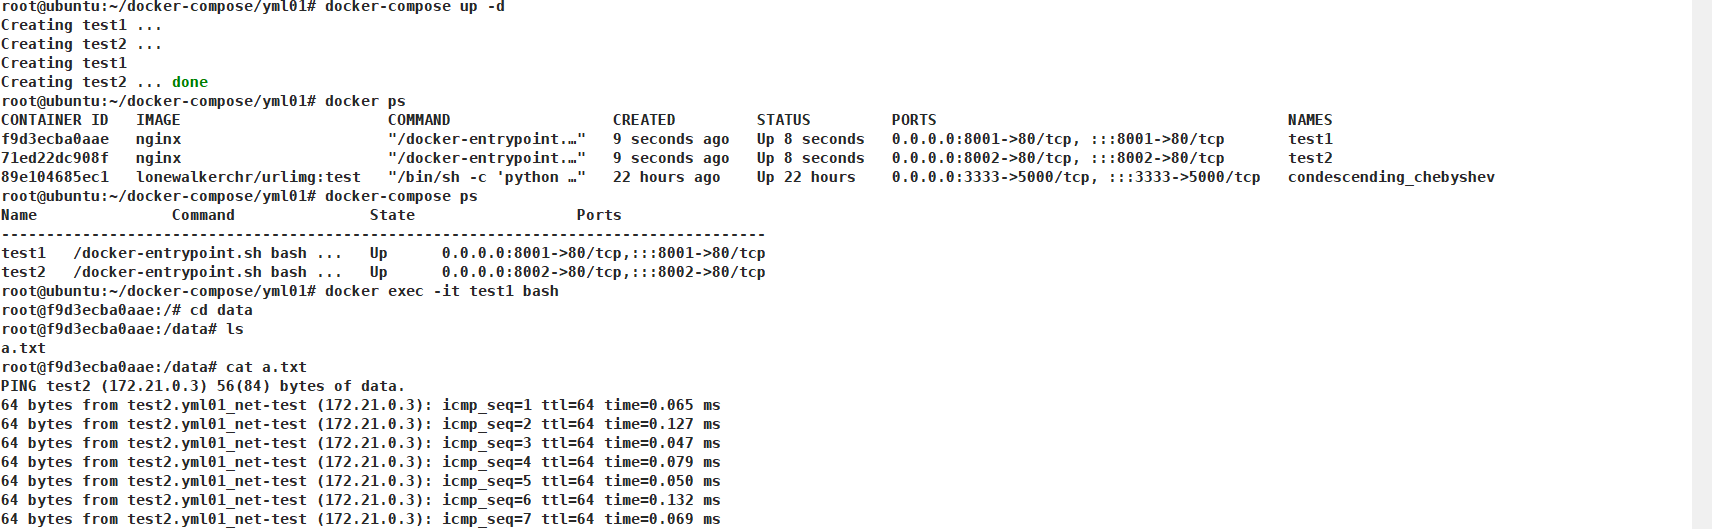 root@ubuntu:~/docker-compose/yml01# docker-compose up -d
Creating test1 ...
Creating test2 ...
Creating test1
Creating test2 ... done
root@ubuntu:~/docker-compose/yml01# docker ps
CONTAINER ID   IMAGE                       COMMAND                  CREATED         STATUS         PORTS                                       NAMES
f9d3ecba0aae   nginx                       "/docker-entrypoint.…"   9 seconds ago   Up 8 seconds   0.0.0.0:8001->80/tcp, :::8001->80/tcp       test1
71ed22dc908f   nginx                       "/docker-entrypoint.…"   9 seconds ago   Up 8 seconds   0.0.0.0:8002->80/tcp, :::8002->80/tcp       test2
89e104685ec1   lonewalkerchr/urlimg:test   "/bin/sh -c 'python …"   22 hours ago    Up 22 hours    0.0.0.0:3333->5000/tcp, :::3333->5000/tcp   condescending_chebyshev
root@ubuntu:~/docker-compose/yml01# docker-compose ps
Name               Command               State                  Ports
-------------------------------------------------------------------------------------
test1   /docker-entrypoint.sh bash ...   Up      0.0.0.0:8001->80/tcp,:::8001->80/tcp
test2   /docker-entrypoint.sh bash ...   Up      0.0.0.0:8002->80/tcp,:::8002->80/tcp
root@ubuntu:~/docker-compose/yml01# docker exec -it test1 bash
root@f9d3ecba0aae:/# cd data
root@f9d3ecba0aae:/data# ls
a.txt
root@f9d3ecba0aae:/data# cat a.txt
PING test2 (172.21.0.3) 56(84) bytes of data.
64 bytes from test2.yml01_net-test (172.21.0.3): icmp_seq=1 ttl=64 time=0.065 ms
64 bytes from test2.yml01_net-test (172.21.0.3): icmp_seq=2 ttl=64 time=0.127 ms
64 bytes from test2.yml01_net-test (172.21.0.3): icmp_seq=3 ttl=64 time=0.047 ms
64 bytes from test2.yml01_net-test (172.21.0.3): icmp_seq=4 ttl=64 time=0.079 ms
64 bytes from test2.yml01_net-test (172.21.0.3): icmp_seq=5 ttl=64 time=0.050 ms
64 bytes from test2.yml01_net-test (172.21.0.3): icmp_seq=6 ttl=64 time=0.132 ms
64 bytes from test2.yml01_net-test (172.21.0.3): icmp_seq=7 ttl=64 time=0.069 ms